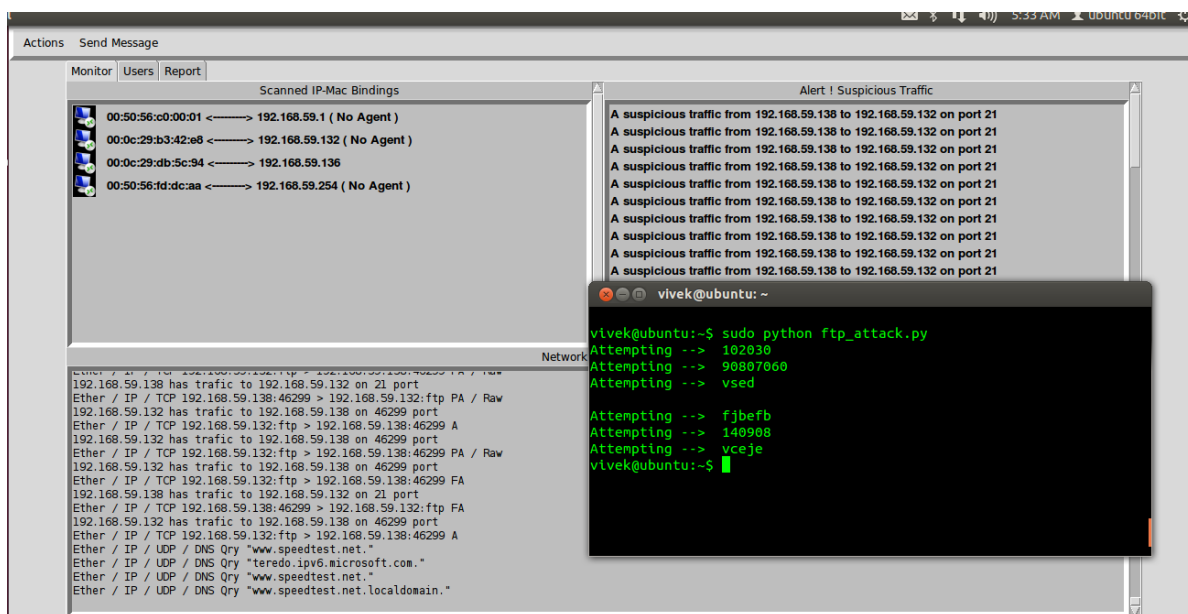 5:33 AM ubuntu 64bit
Actions Send Message
Monitor Users Report
Scanned IP-Mac Bindings
00:50:56:c0:00:01 <---------> 192.168.59.1 ( No Agent )
00:0c:29:b3:42:e8 <---------> 192.168.59.132 ( No Agent )
00:0c:29:db:5c:94 <---------> 192.168.59.136
00:50:56:fd:dc:aa <---------> 192.168.59.254 ( No Agent )
Alert ! Suspicious Traffic
A suspicious traffic from 192.168.59.138 to 192.168.59.132 on port 21
A suspicious traffic from 192.168.59.138 to 192.168.59.132 on port 21
A suspicious traffic from 192.168.59.138 to 192.168.59.132 on port 21
A suspicious traffic from 192.168.59.138 to 192.168.59.132 on port 21
A suspicious traffic from 192.168.59.138 to 192.168.59.132 on port 21
A suspicious traffic from 192.168.59.138 to 192.168.59.132 on port 21
A suspicious traffic from 192.168.59.138 to 192.168.59.132 on port 21
A suspicious traffic from 192.168.59.138 to 192.168.59.132 on port 21
A suspicious traffic from 192.168.59.138 to 192.168.59.132 on port 21
A suspicious traffic from 192.168.59.138 to 192.168.59.132 on port 21
Network
Ether / IP / TCP 192.168.59.132:ftp > 192.168.59.138:46299 PA / Raw
192.168.59.138 has trafic to 192.168.59.132 on 21 port
Ether / IP / TCP 192.168.59.138:46299 > 192.168.59.132:ftp PA / Raw
192.168.59.132 has trafic to 192.168.59.138 on 46299 port
Ether / IP / TCP 192.168.59.132:ftp > 192.168.59.138:46299 A
192.168.59.132 has trafic to 192.168.59.138 on 46299 port
Ether / IP / TCP 192.168.59.132:ftp > 192.168.59.138:46299 PA / Raw
192.168.59.132 has trafic to 192.168.59.138 on 46299 port
Ether / IP / TCP 192.168.59.132:ftp > 192.168.59.138:46299 FA
192.168.59.138 has trafic to 192.168.59.132 on 21 port
Ether / IP / TCP 192.168.59.138:46299 > 192.168.59.132:ftp FA
192.168.59.132 has trafic to 192.168.59.138 on 46299 port
Ether / IP / TCP 192.168.59.132:ftp > 192.168.59.138:46299 A
Ether / IP / UDP / DNS Qry "www.speedtest.net."
Ether / IP / UDP / DNS Qry "teredo.ipv6.microsoft.com."
Ether / IP / UDP / DNS Qry "www.speedtest.net."
Ether / IP / UDP / DNS Qry "www.speedtest.net.localdomain."
vivek@ubuntu: ~
vivek@ubuntu:~$ sudo python ftp_attack.py
Attempting --> 102030
Attempting --> 90807060
Attempting --> vsed
Attempting --> fjbefb
Attempting --> 140908
Attempting --> vceje
vivek@ubuntu:~$